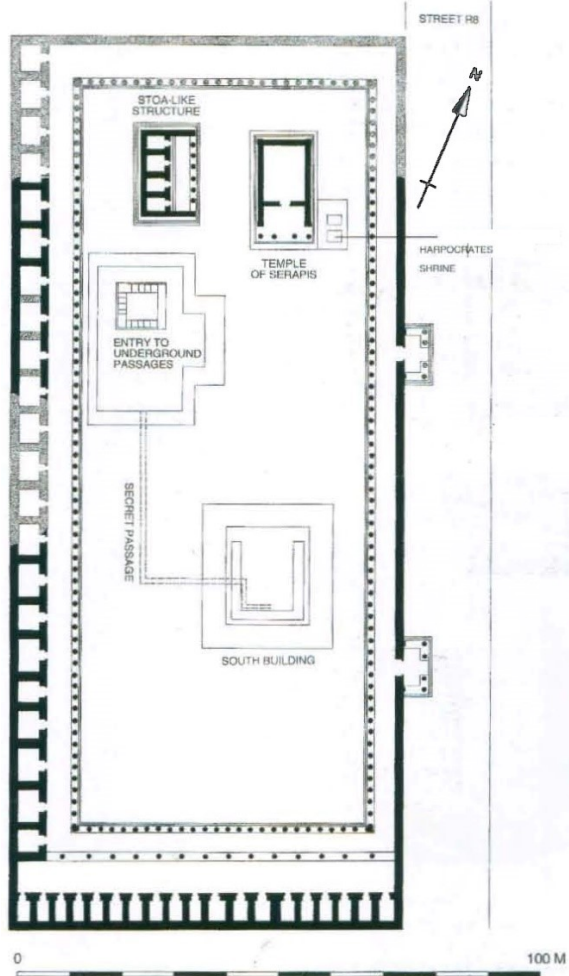 STREET R8
N
STOA-LIKE
STRUCTURE
TEMPLE
OF SERAPIS
HARPOCRATES
SHRINE
ENTRY TO
UNDERGROUND
PASSAGES
SECRET PASSAGE
SOUTH BUILDING
0
100 M